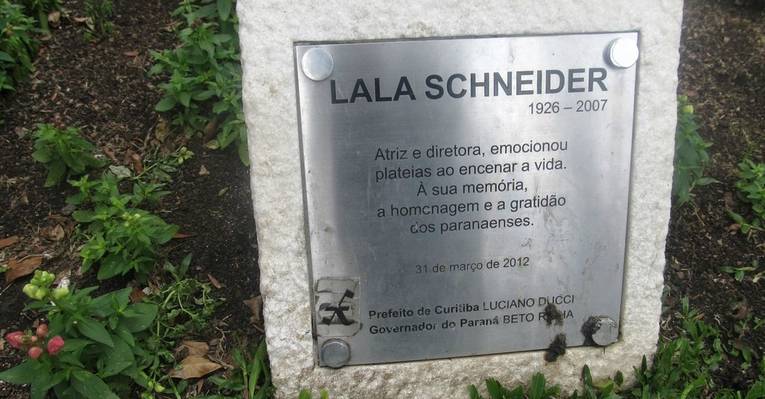 LALA SCHNEIDER
1926 – 2007
Atriz e diretora, emocionou
plateias ao encenar a vida.
À sua memória,
a homenagem e a gratidão
dos paranaenses.
31 de março de 2012
Prefeito de Curitiba LUCIANO DUCCI
Governador do Paraná BETO RICHA